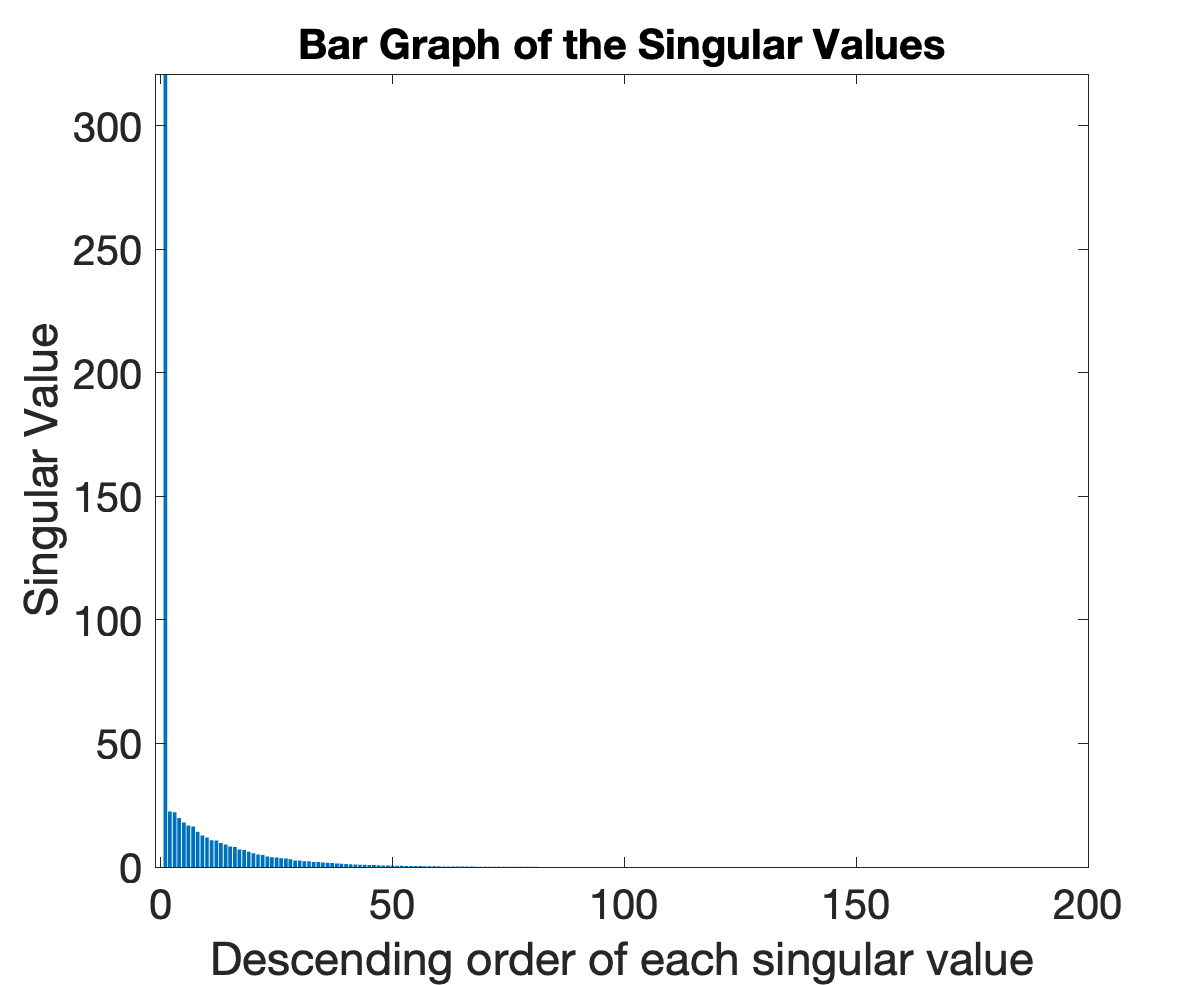 Bar Graph of the Singular Values
300
250
200
150
100
50
0
Singular Value
0 50 100 150 200
Descending order of each singular value